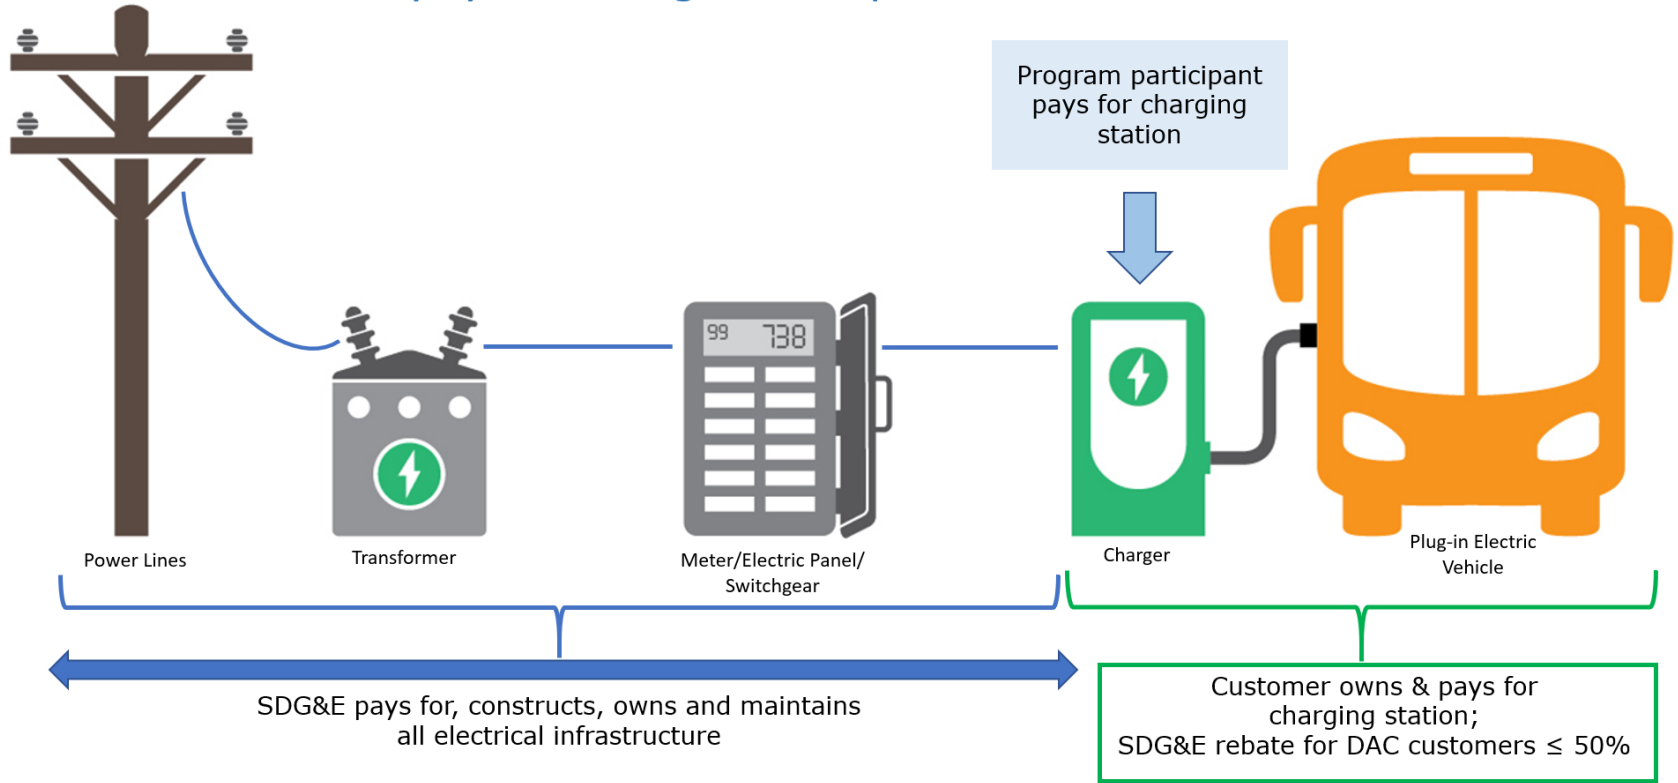 Program participant
pays for charging
station
99 738
Power Lines
Transformer
Meter/Electric Panel/
Switchgear
Charger
Plug-in Electric
Vehicle
SDG&E pays for, constructs, owns and maintains
all electrical infrastructure
Customer owns & pays for
charging station;
SDG&E rebate for DAC customers ≤ 50%